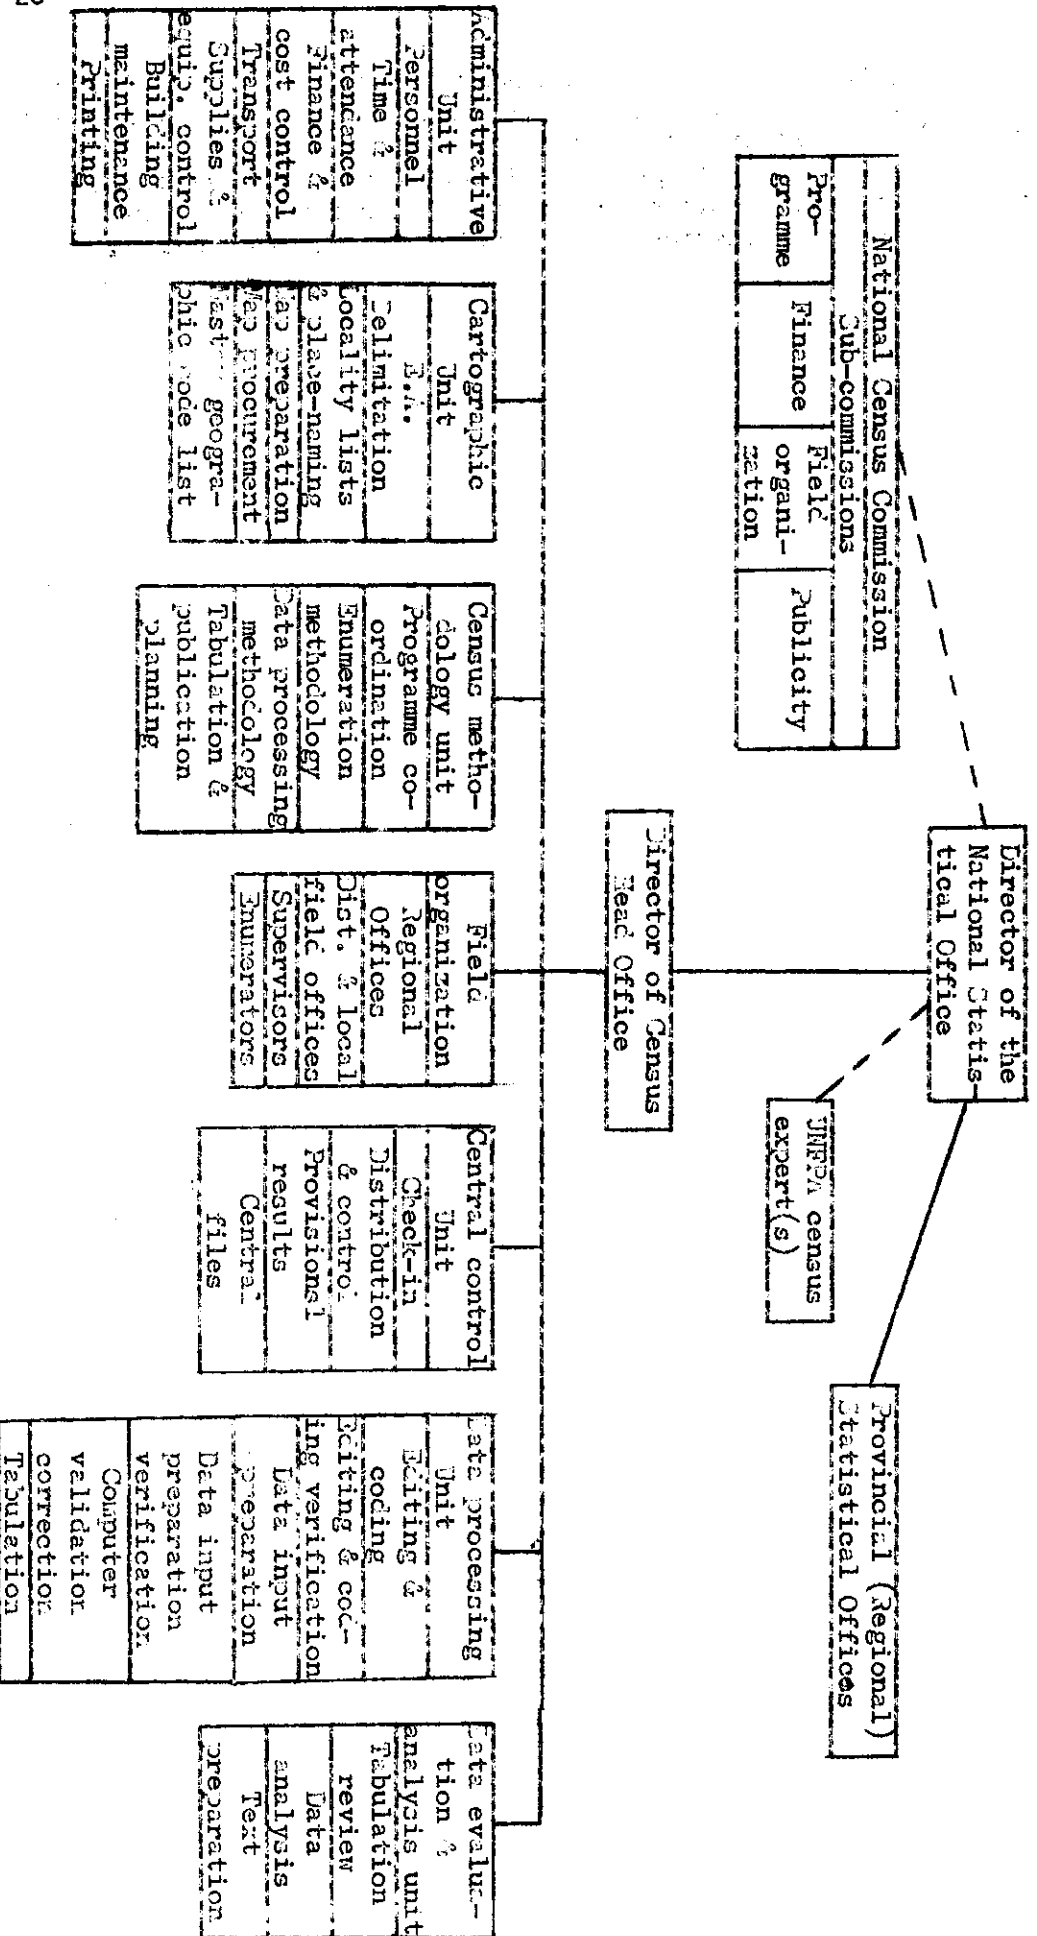 Director of the
National Statis-
tical Office
National Census Commission
Sub-commissions
Pro-
gramme
Finance
Field
organi-
zation
Publicity
UNFPA census
expert(s)
Provincial (Regional)
Statistical Offices
Director of Census
Head Office
Administrative
Unit
Personnel
Time &
attendance
Finance &
cost control
Transport
Supplies &
equip. control
Building
maintenance
Printing
Cartographic
Unit
E.A.
Delimitation
Locality lists
& place-naming
Map preparation
Map procurement
geogra-
phic code list
Census metho-
dology unit
Programme co-
ordination
Enumeration
methodology
Data processing
methodology
Tabulation &
publication
planning
Field
organization
Regional
Offices
Dist. & local
field offices
Supervisors
Enumerators
Central control
Unit
Check-in
Distribution
& control
Provisional
results
Central
files
Data processing
Unit
Editing &
coding
Editing & cod-
ing verification
Data input
preparation
Data input
preparation
verification
Computer
validation
correction
Tabulation
Data evalua-
tion &
analysis unit
Tabulation
review
Data
analysis
Text
preparation